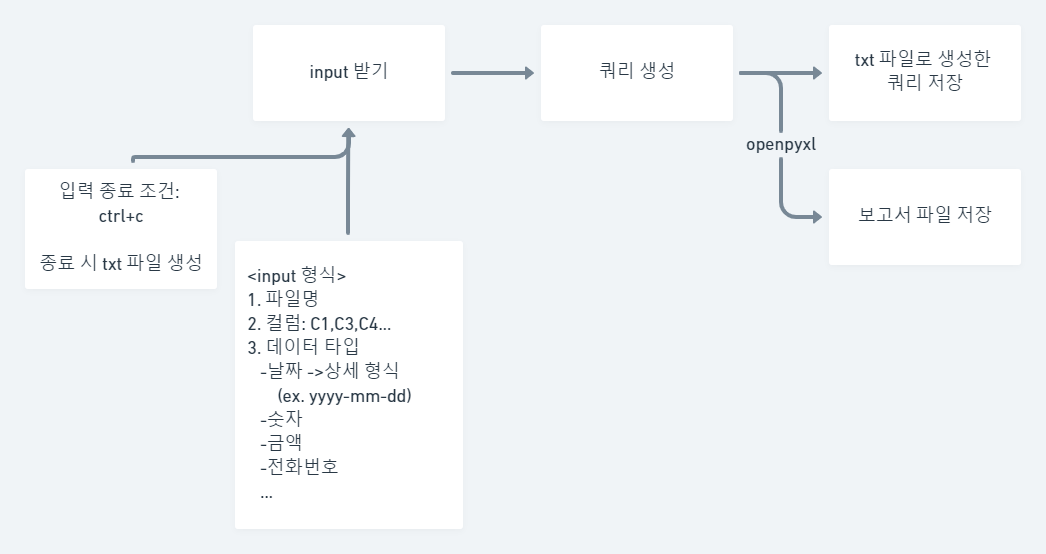 input 받기
쿼리 생성
txt 파일로 생성한
쿼리 저장
openpyxl
보고서 파일 저장
입력 종료 조건:
ctrl+c
종료 시 txt 파일 생성
<input 형식>
1. 파일명
2. 컬럼: C1,C3,C4...
3. 데이터 타입
-날짜 ->상세 형식
(ex. yyyy-mm-dd)
-숫자
-금액
-전화번호
...